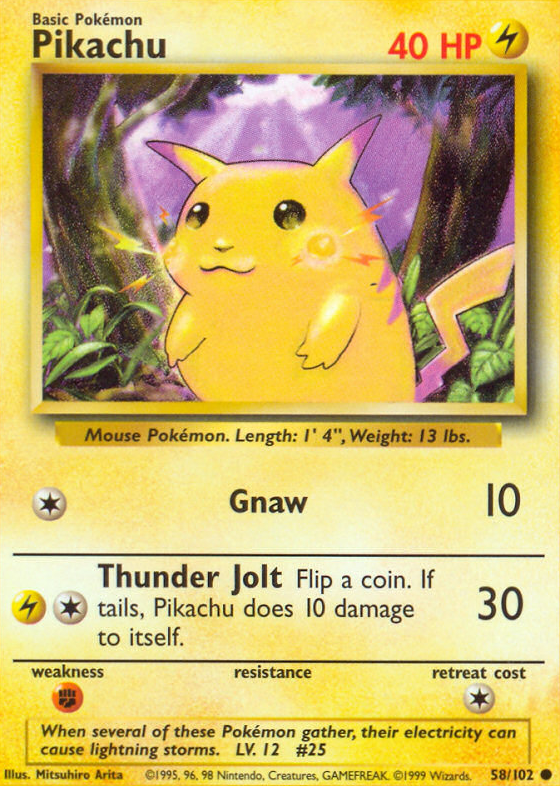 Basic Pokémon
Pikachu 40 HP
Mouse Pokémon. Length: 1' 4", Weight: 13 lbs.
Gnaw 10
Thunder Jolt Flip a coin. If
tails, Pikachu does 10 damage
to itself.
30
weakness resistance retreat cost
When several of these Pokémon gather, their electricity can
cause lightning storms. LV. 12 #25
Illus. Mitsuhiro Arita ©1995, 96, 98 Nintendo, Creatures, GAMEFREAK. ©1999 Wizards. 58/102